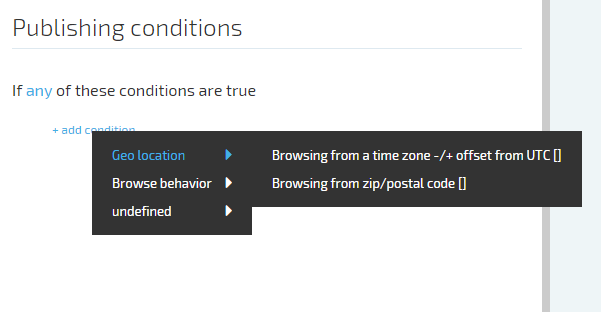 Publishing conditions
If any of these conditions are true
+ add condition
Geo location
Browsing from a time zone -/+ offset from UTC []
Browse behavior
Browsing from zip/postal code []
undefined